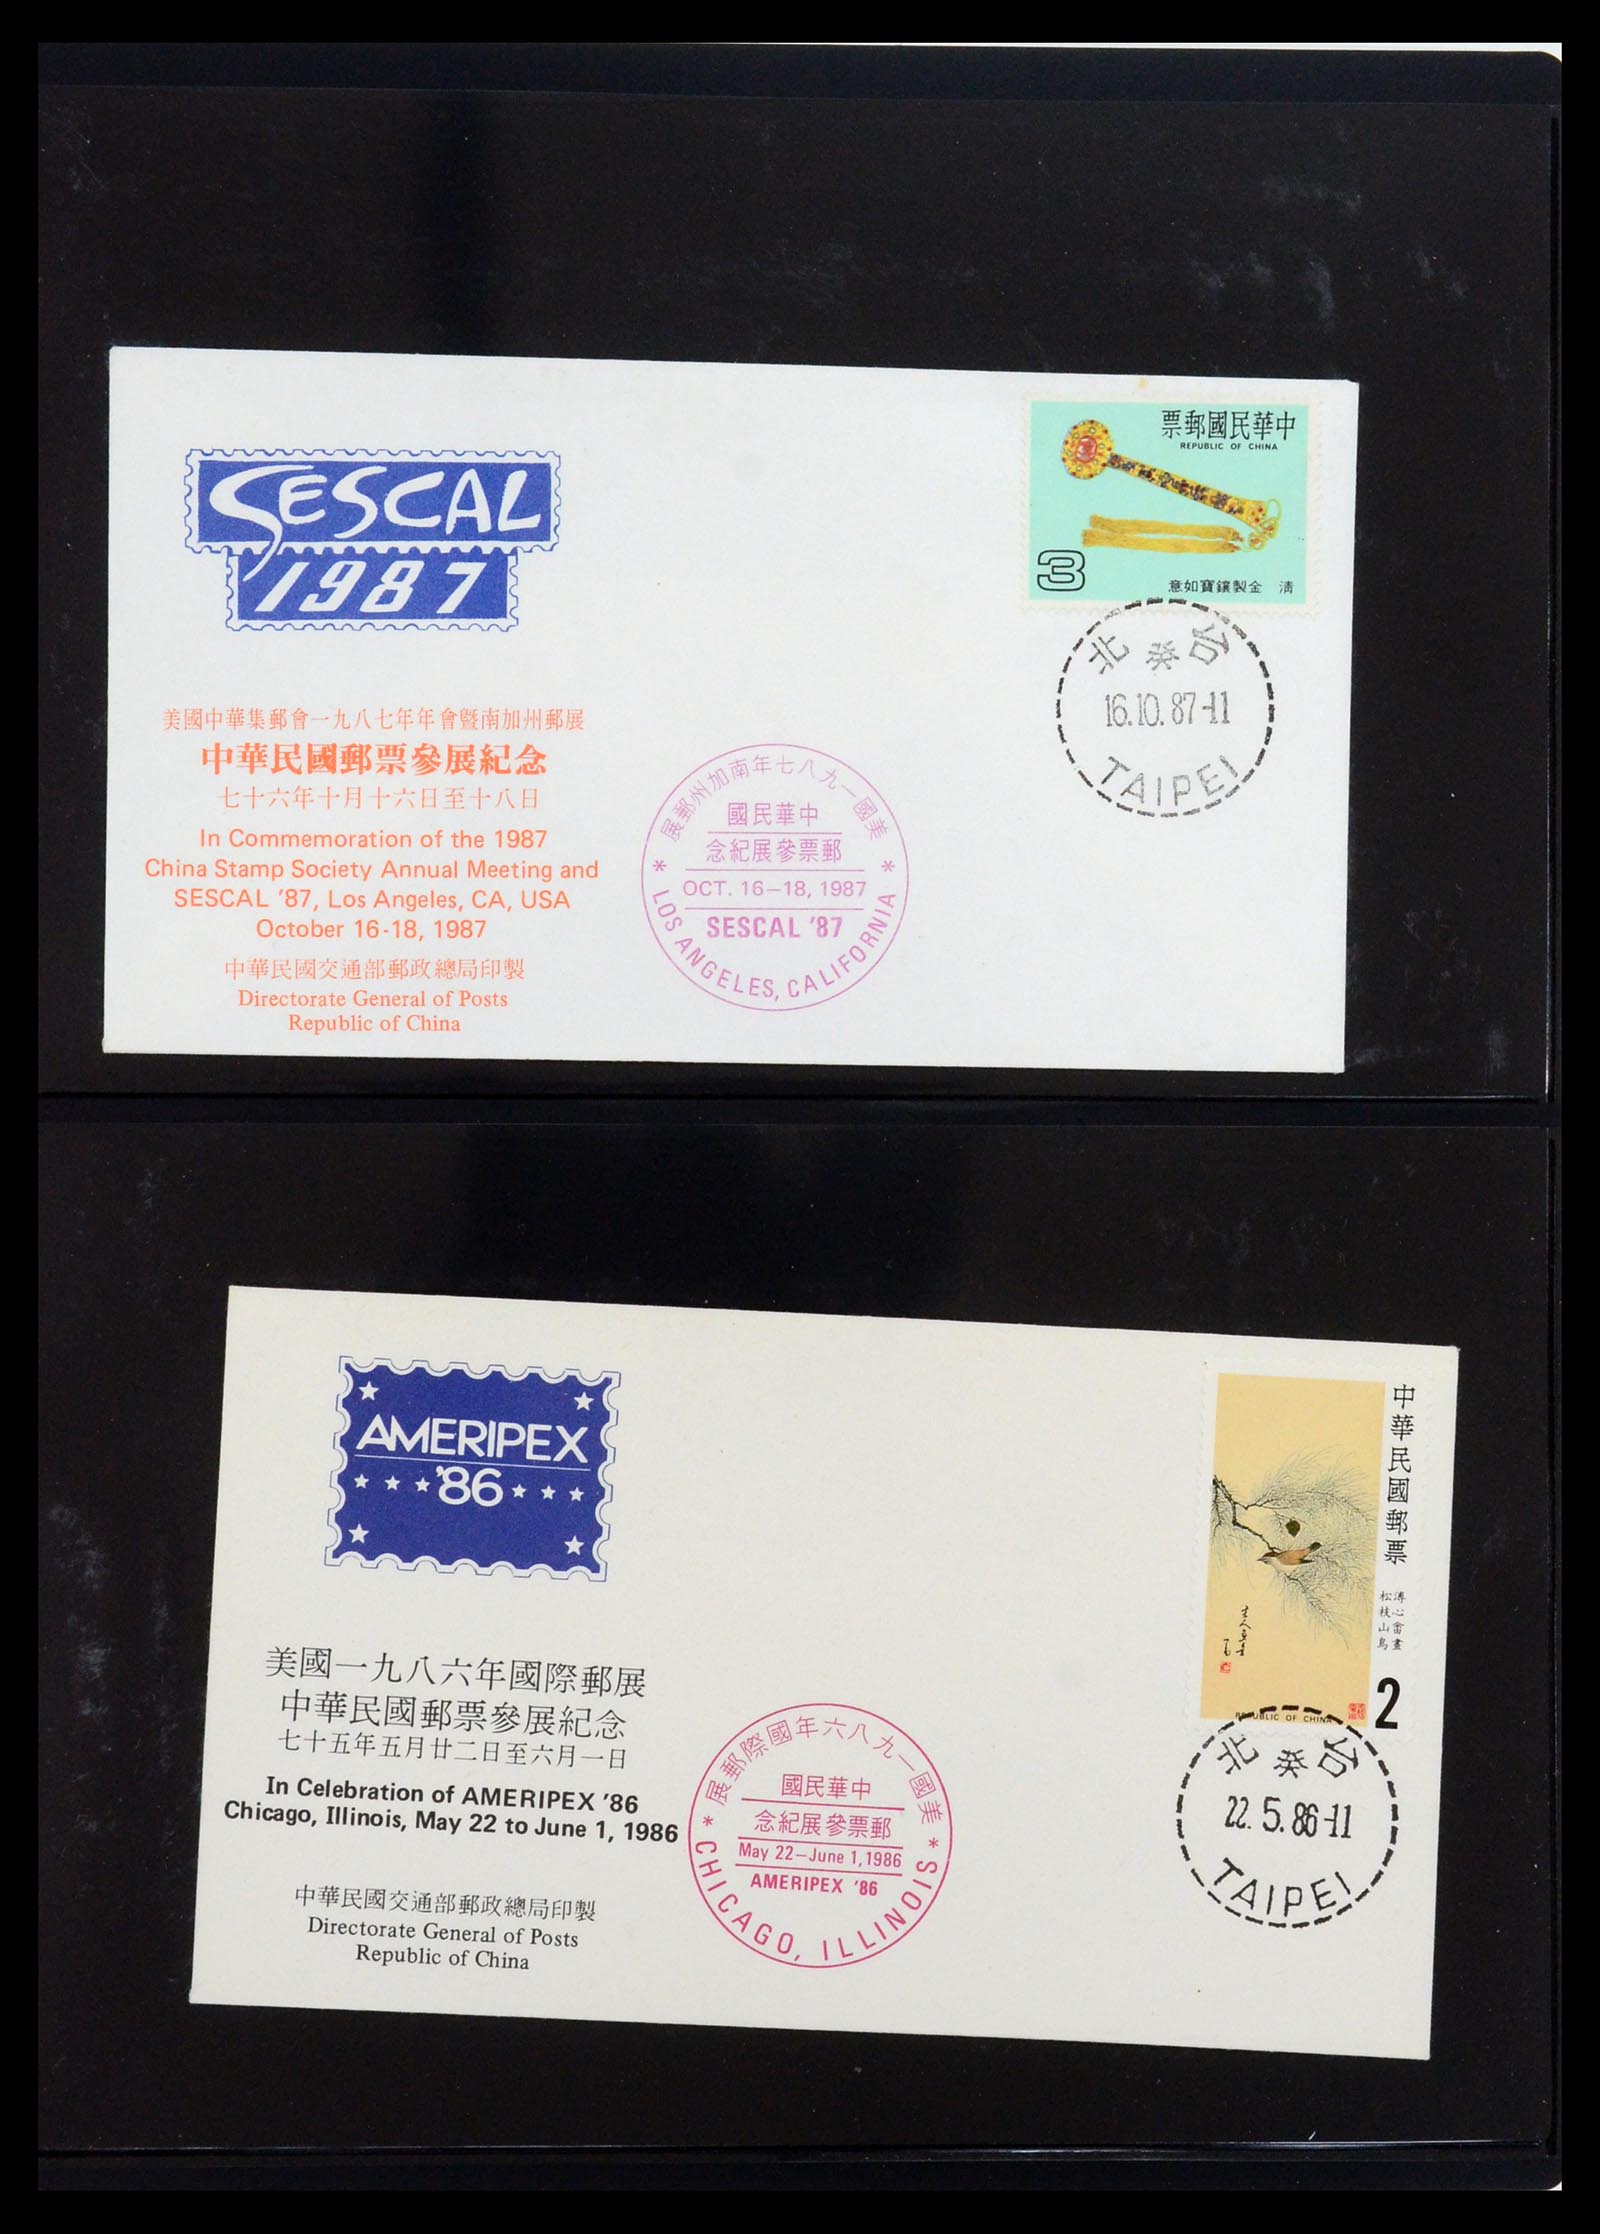 SESCAL
1987
美國中華集郵會一九八七年年會暨南加州郵展
中華民國郵票參展紀念
七十六年十月十六日至十八日
In Commemoration of the 1987
China Stamp Society Annual Meeting and
SESCAL '87, Los Angeles, CA, USA
October 16-18, 1987
中華民國交通部郵政總局印製
Directorate General of Posts
Republic of China
展郵州加南年七八九一國美
國民華中
念紀展參票郵
OCT. 16–18, 1987
SESCAL '87
* LOS ANGELES, CALIFORNIA *
票郵國民華中
REPUBLIC OF CHINA
3
意如寶鑲製金 清
北 台
16.10.87-11
TAIPEI
AMERIPEX
'86
美國一九八六年國際郵展
中華民國郵票參展紀念
七十五年五月廿二日至六月一日
In Celebration of AMERIPEX '86
Chicago, Illinois, May 22 to June 1, 1986
中華民國交通部郵政總局印製
Directorate General of Posts
Republic of China
展郵際國年六八九一國美
國民華中
念紀展參票郵
May 22–June 1, 1986
AMERIPEX '86
* CHICAGO, ILLINOIS *
中華民國郵票
溥心畬畫
松枝山鳥
2
REPUBLIC OF CHINA
北 台
22.5.86-11
TAIPEI